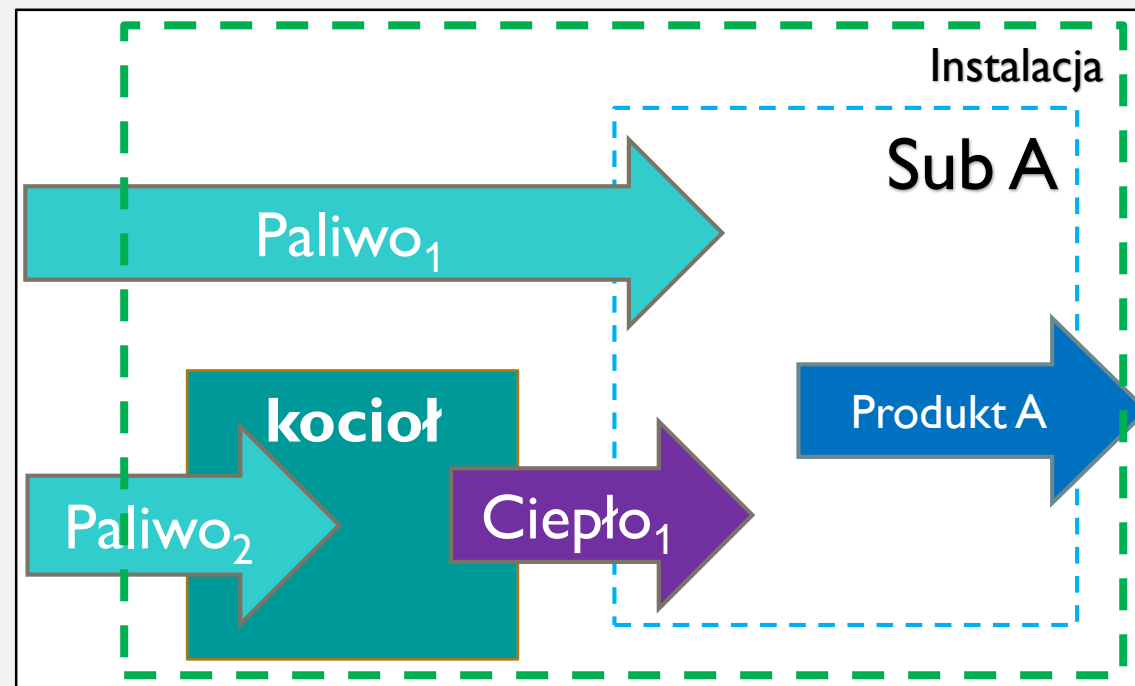 Instalacja
Sub A
Paliwo₁
kocioł
Produkt A
Paliwo₂
Ciepło₁